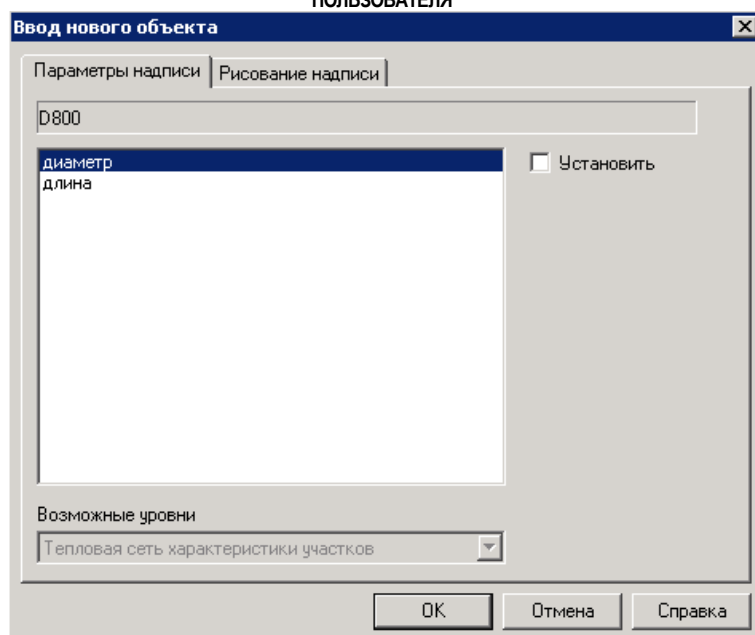 ПОЛЬЗОВАТЕЛЯ
Ввод нового объекта
Параметры надписи Рисование надписи
D800
диаметр
Установить
длина
Возможные уровни
Тепловая сеть характеристики участков
OK Отмена Справка